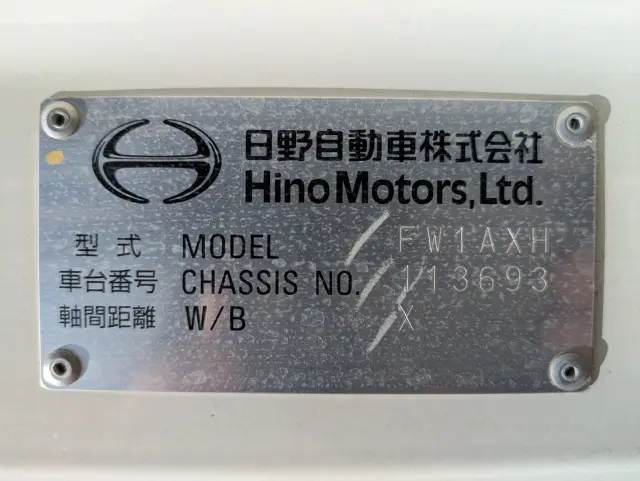 日野自動車株式会社
Hino Motors, Ltd.
型式 MODEL FW1AXH
車台番号 CHASSIS NO. 113693
軸間距離 W/B X